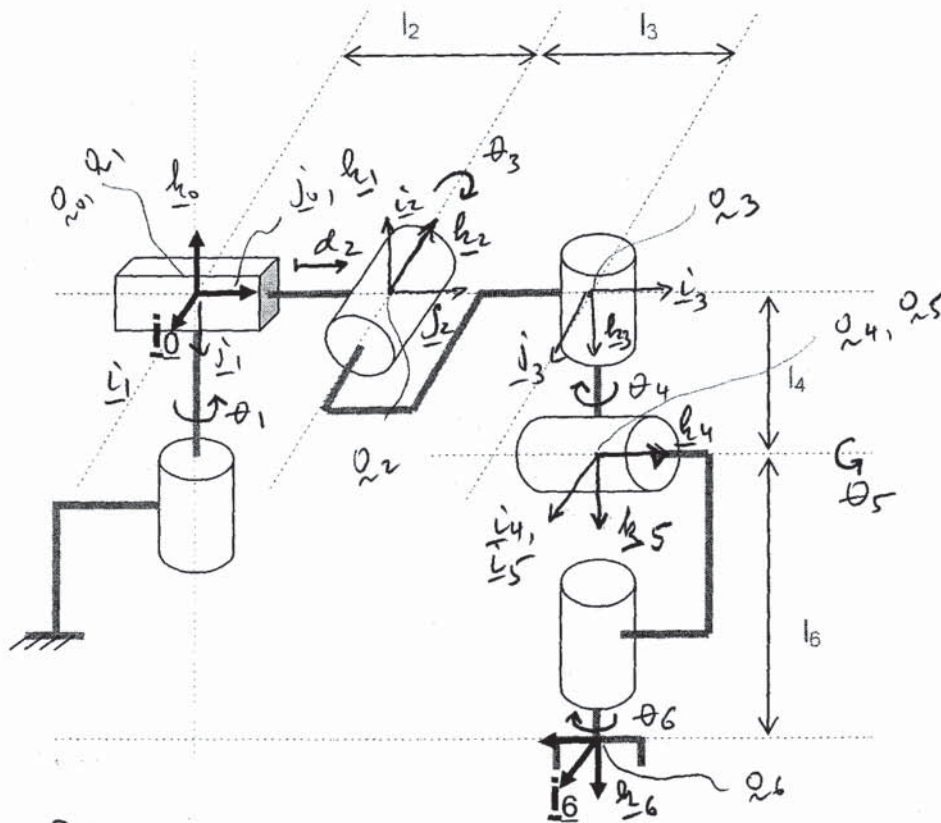 l2 l3
θ3
k0 O0, O1 j0, k1 i2 O3
d2 k2
i3 O4, O5
i0 j1 j2 j3 k3
i1
θ1 θ4 l4
O2 k4
θ5
i4, k5
i5
l6
θ6
i6 k6 O6